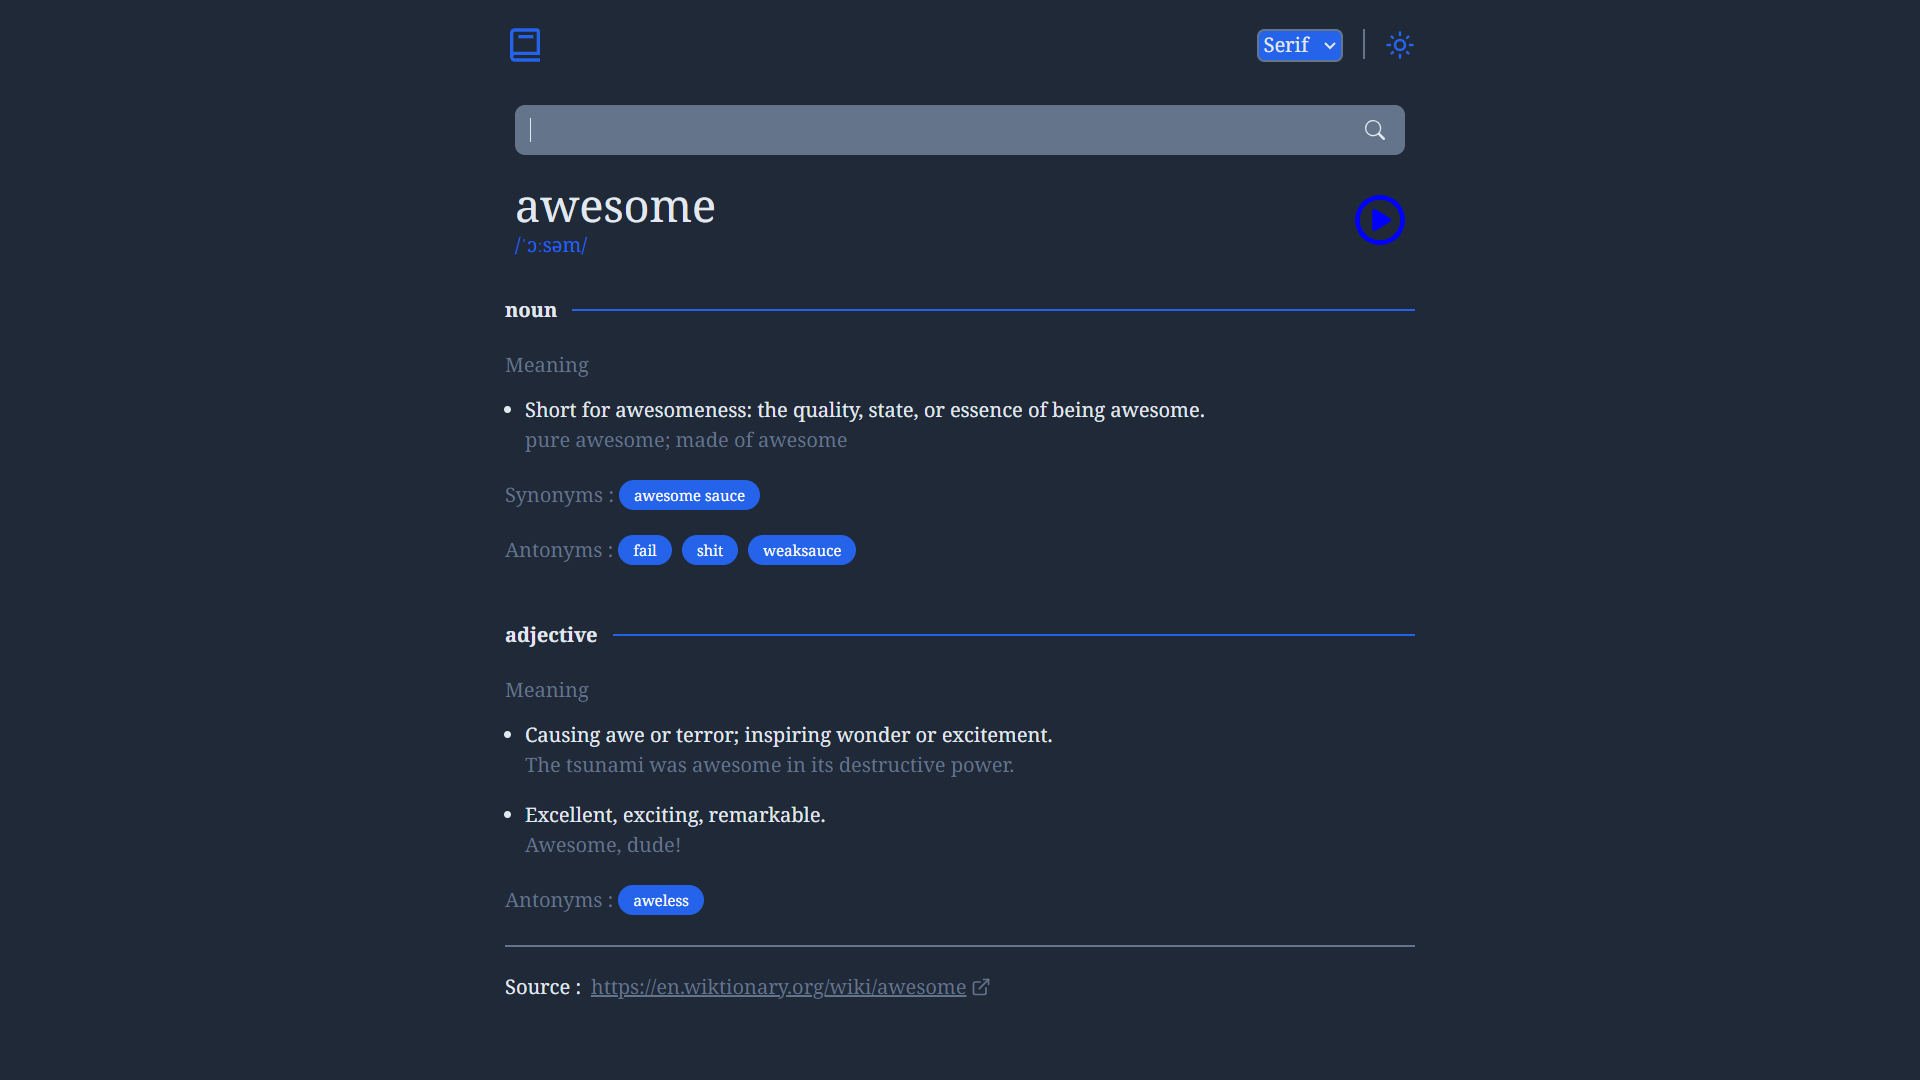 Serif
awesome
/ˈɔːsəm/
noun
Meaning
Short for awesomeness: the quality, state, or essence of being awesome.
pure awesome; made of awesome
Synonyms : awesome sauce
Antonyms : fail shit weaksauce
adjective
Meaning
Causing awe or terror; inspiring wonder or excitement.
The tsunami was awesome in its destructive power.
Excellent, exciting, remarkable.
Awesome, dude!
Antonyms : aweless
Source : https://en.wiktionary.org/wiki/awesome